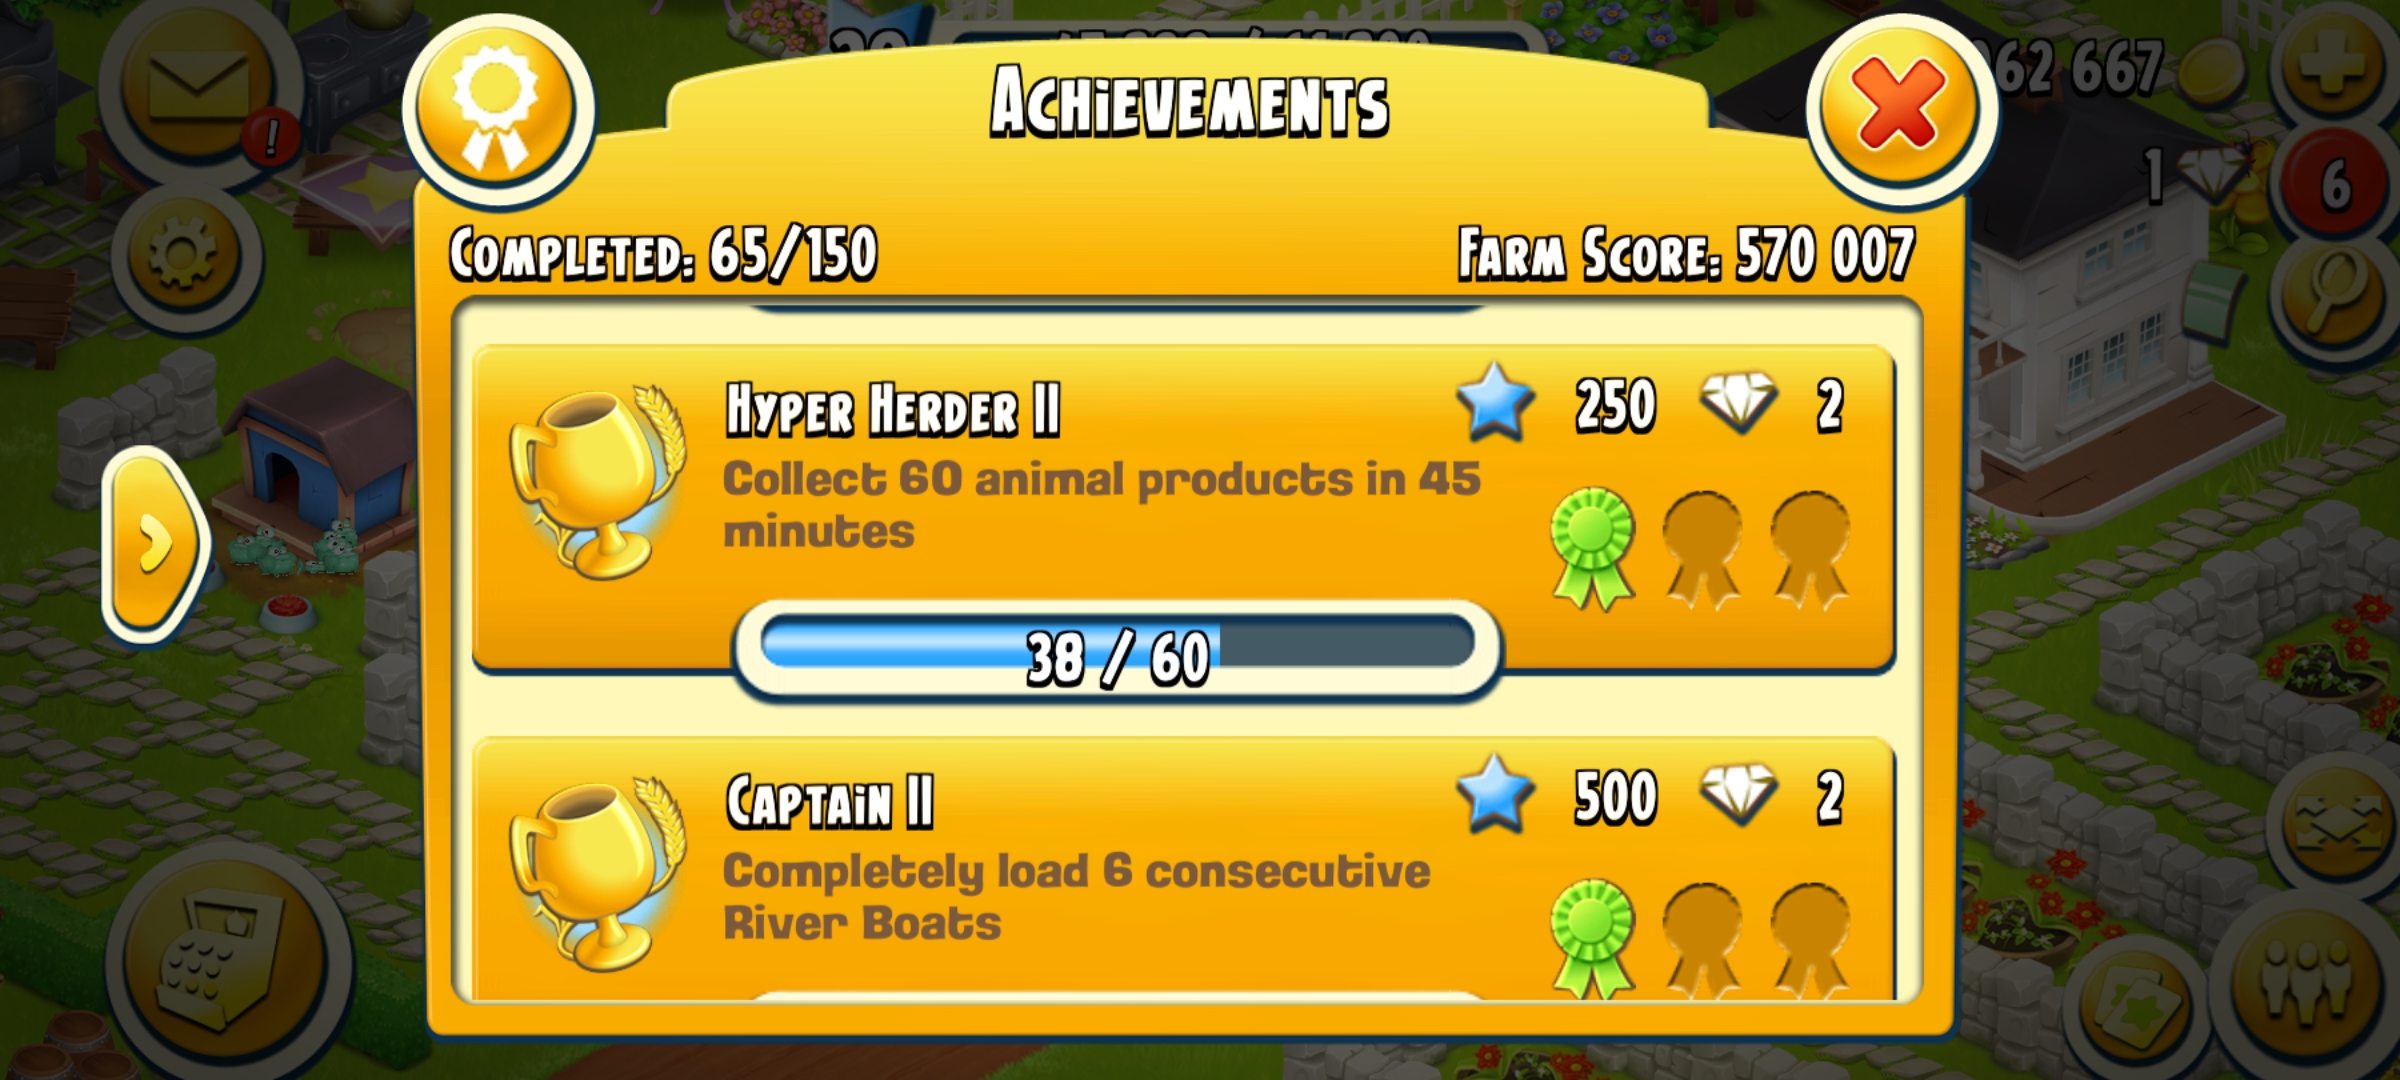 ACHiEVEMENTS
62 667
!
1
6
COMPLETED: 65/150
FARM SCORE: 570 007
HYPER HERDER II
250
2
Collect 60 animal products in 45
minutes
38 / 60
CAPTAiN II
500
2
Completely load 6 consecutive
River Boats